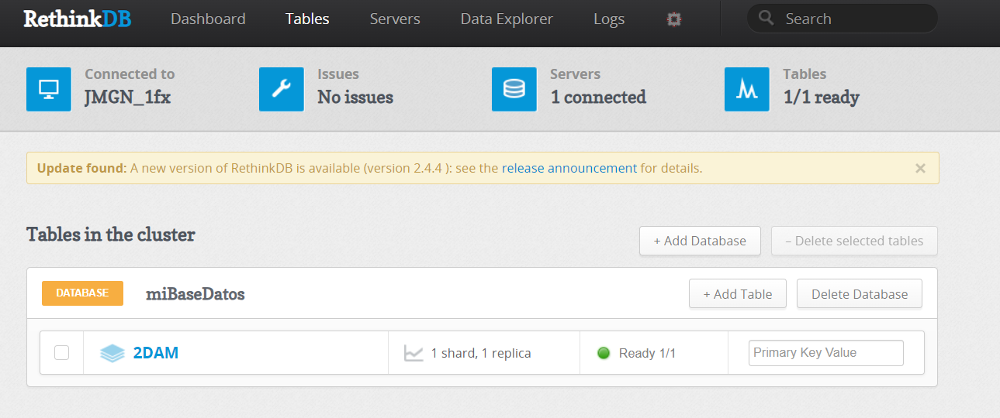 RethinkDB Dashboard Tables Servers Data Explorer Logs Search
Connected to
JMGN_1fx
Issues
No issues
Servers
1 connected
Tables
1/1 ready
Update found: A new version of RethinkDB is available (version 2.4.4 ): see the release announcement for details. ×
Tables in the cluster
+ Add Database
– Delete selected tables
DATABASE miBaseDatos + Add Table Delete Database
2DAM 1 shard, 1 replica Ready 1/1 Primary Key Value